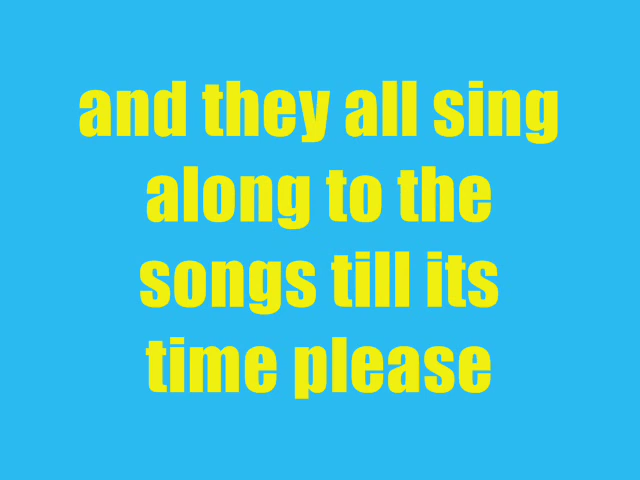 and they all sing
along to the
songs till its
time please